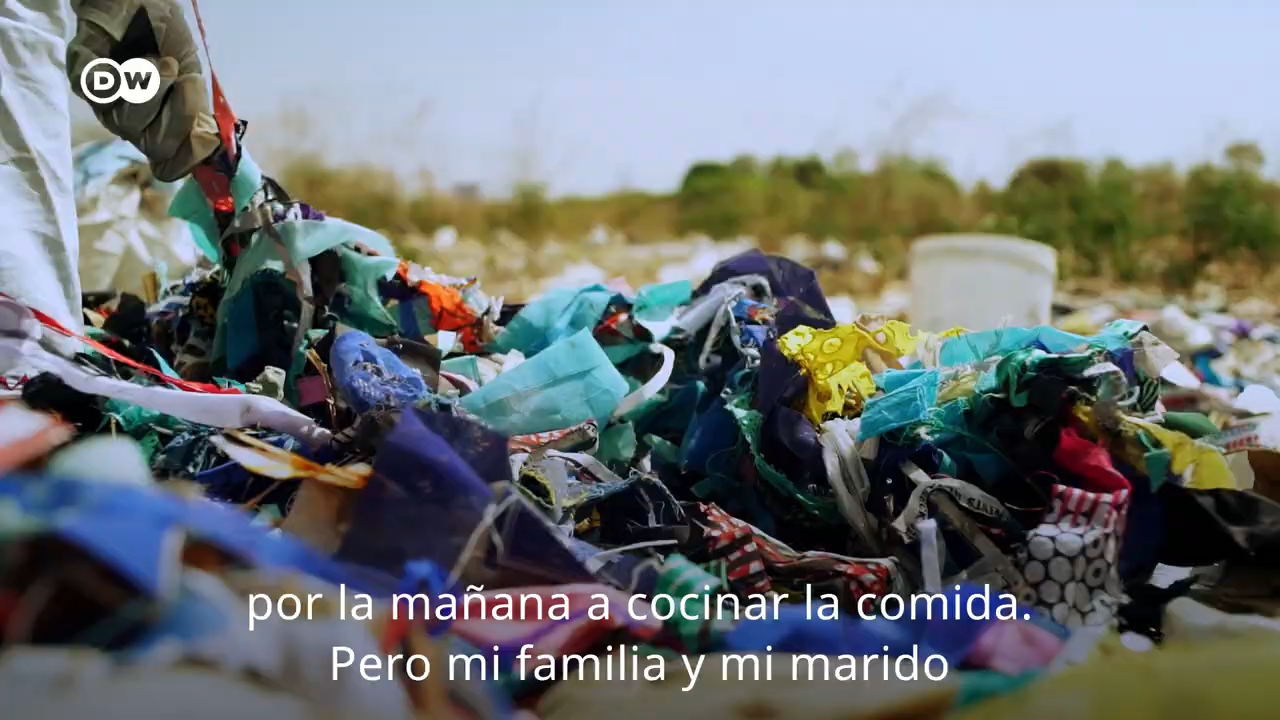 DW
por la mañana a cocinar la comida.
Pero mi familia y mi marido